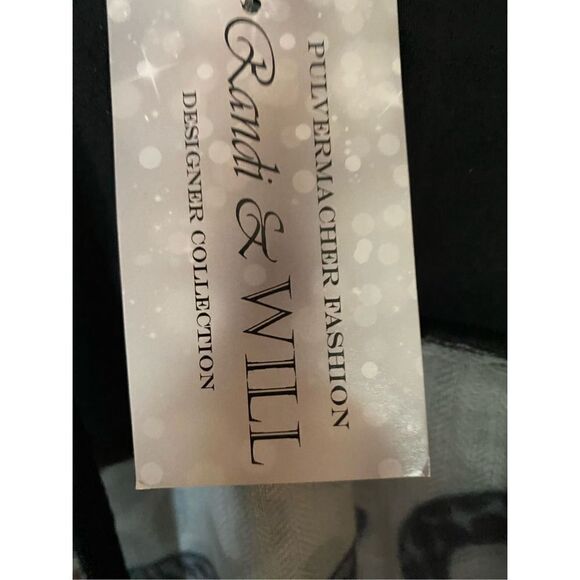 PULVERMACHER FASHION
Randi & WILL
DESIGNER COLLECTION